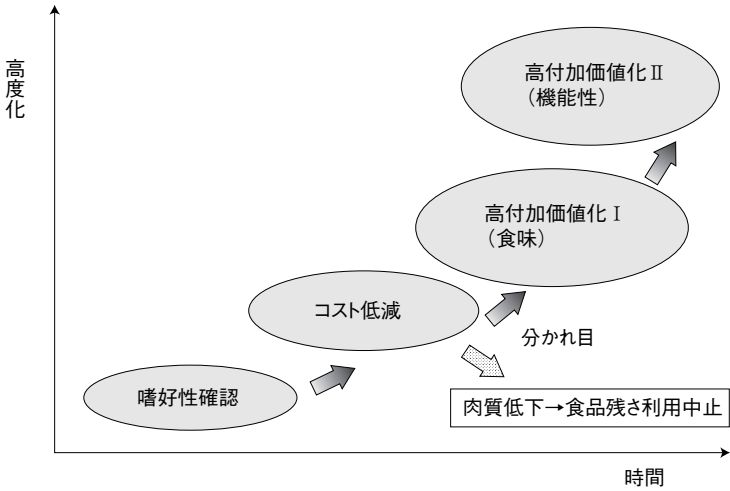 高度化
高付加価値化Ⅱ
（機能性）
高付加価値化Ⅰ
（食味）
コスト低減
分かれ目
嗜好性確認
肉質低下→食品残さ利用中止
時間